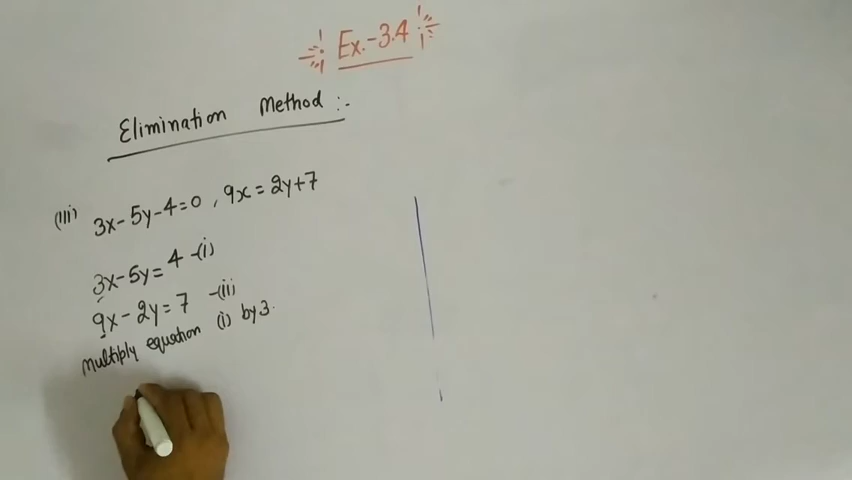 Ex.-3.4
Elimination Method :-
(iii) 3x-5y-4=0, 9x=2y+7
3x-5y=4 -(i)
9x-2y=7 -(ii)
multiply equation (i) by 3.